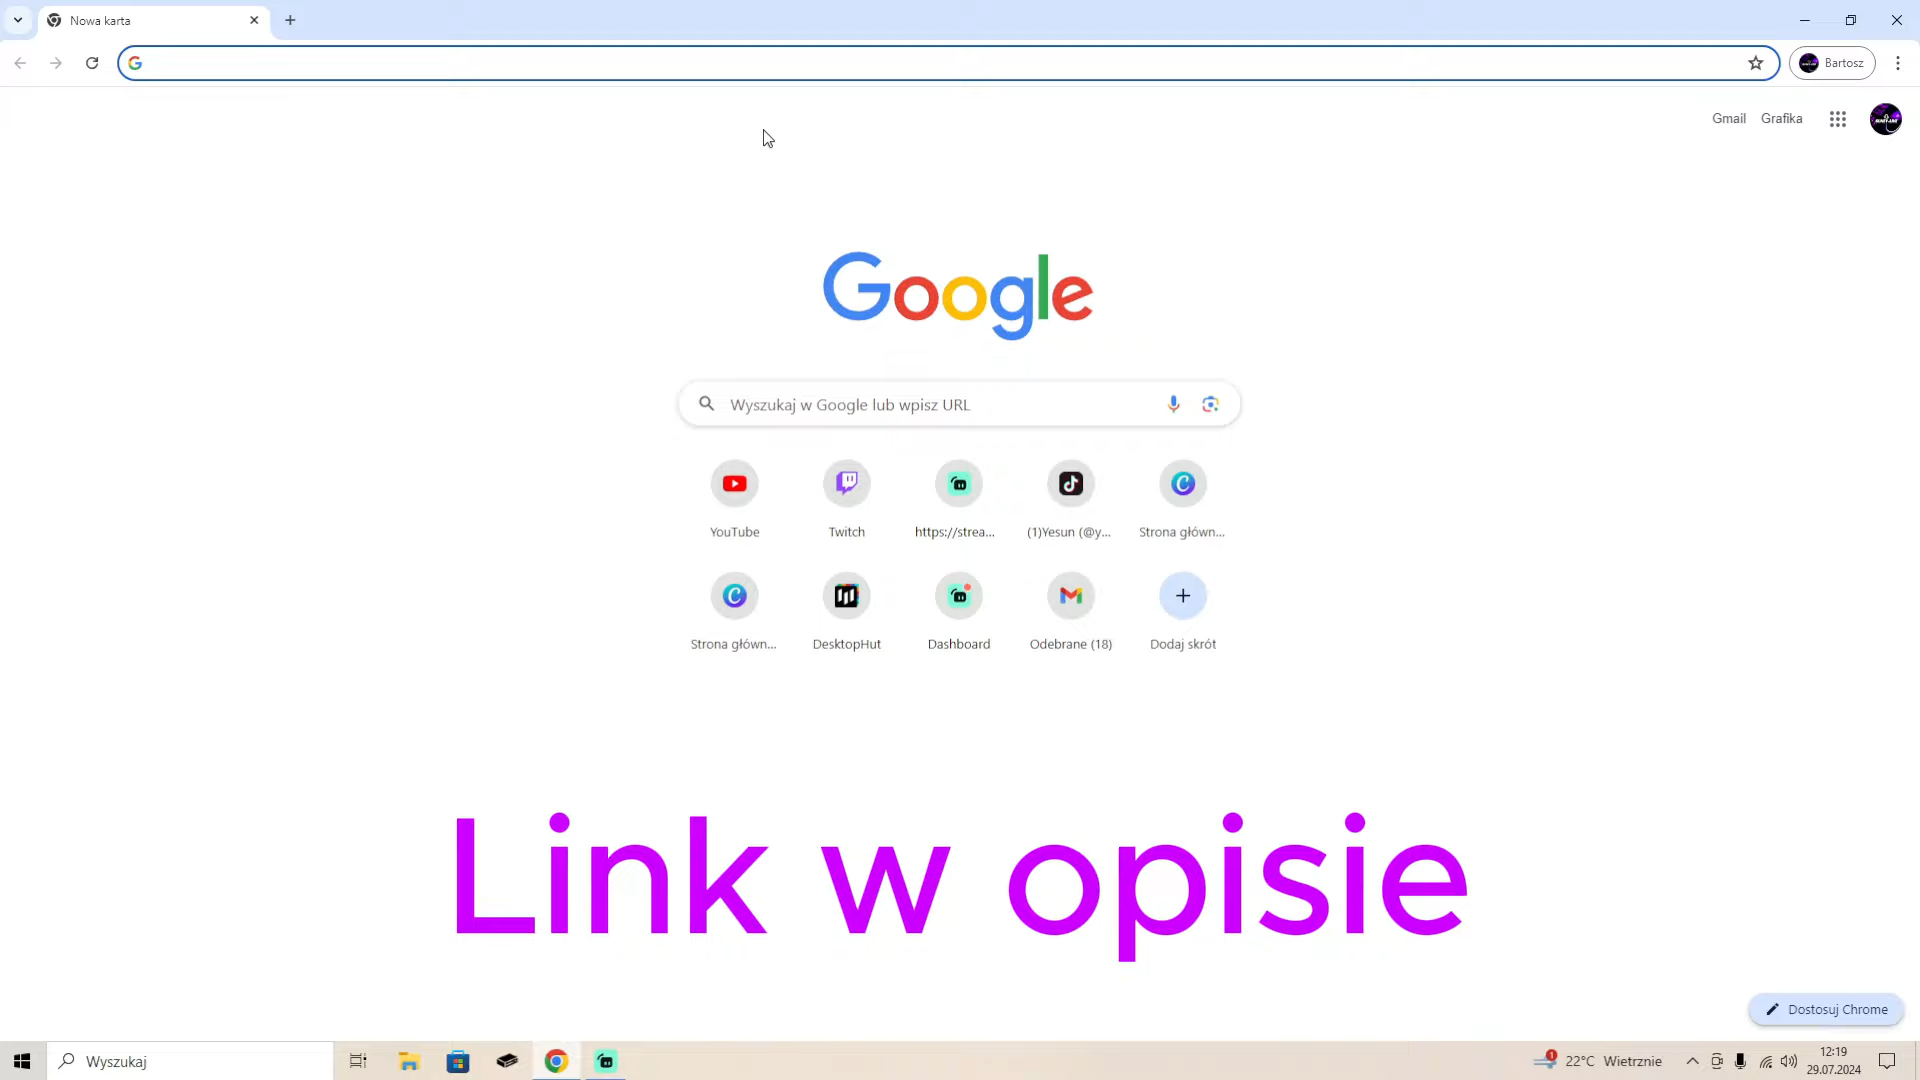 Nowa karta
Bartosz
Gmail Grafika
Google
Wyszukaj w Google lub wpisz URL
YouTube Twitch https://strea... (1)Yesun (@y... Strona główn...
Strona główn... DesktopHut Dashboard Odebrane (18) Dodaj skrót
Link w opisie
Dostosuj Chrome
Wyszukaj
1 22°C Wietrznie
12:19
29.07.2024